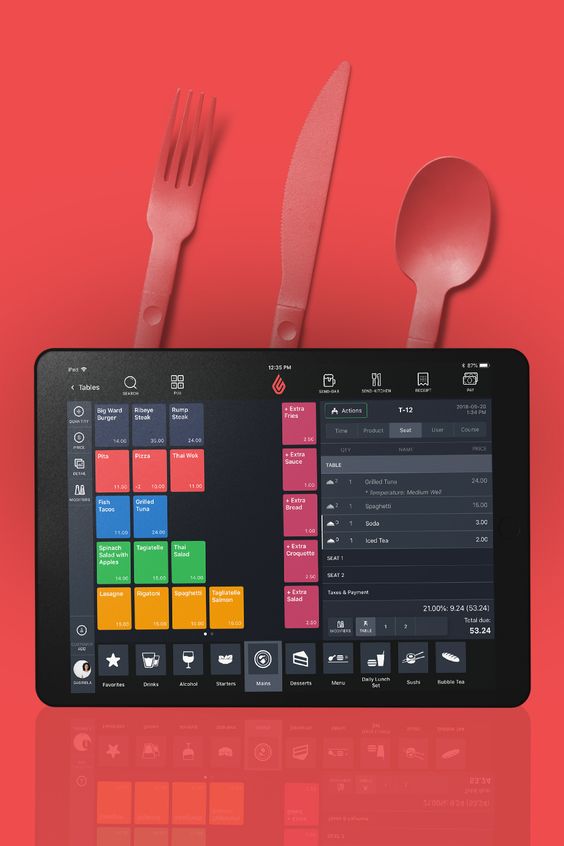 iPad
12:35 PM
87%
Tables
SEARCH
SEND-BAR
SEND-KITCHEN
RECEIPT
PAY
QUANTITY
PRICE
DETAIL
MODIFIERS
GABRIELA
Big Ward
Burger
14.00
Ribeye
Steak
35.00
Rump
Steak
24.00
Pita
11.00
Pizza
-2
10.00
Thai Wok
11.00
Fish
Tacos
11.00
Grilled
Tuna
24.00
Spinach
Salad with
Apples
14.00
Tagiatelle
15.00
Thai
Salad
14.00
Lasagne
15.00
Rigatoni
15.00
Spaghetti
15.00
Tagliatelle
Salmon
+ Extra
Fries
2.50
+ Extra
Sauce
1.00
+ Extra
Bread
1.00
+ Extra
Croquette
2.50
+ Extra
Salad
2.50
Actions
T-12
2018-09-20
1:34 PM
Time
Product
Seat
User
Course
QTY
NAME
PRICE
TABLE
2 1 Grilled Tuna 24.00
* Temperature: Medium Well
2 1 Spaghetti 15.00
1 Soda 3.00
1 Iced Tea 2.00
SEAT 1
SEAT 2
Taxes & Payment
21.00%: 9.24 (53.24)
MODIFIERS
TABLE
1
2
Total due:
53.24
Favorites
Drinks
Alcohol
Starters
Mains
Desserts
Menu
Daily Lunch
Set
Sushi
Bubble Tea